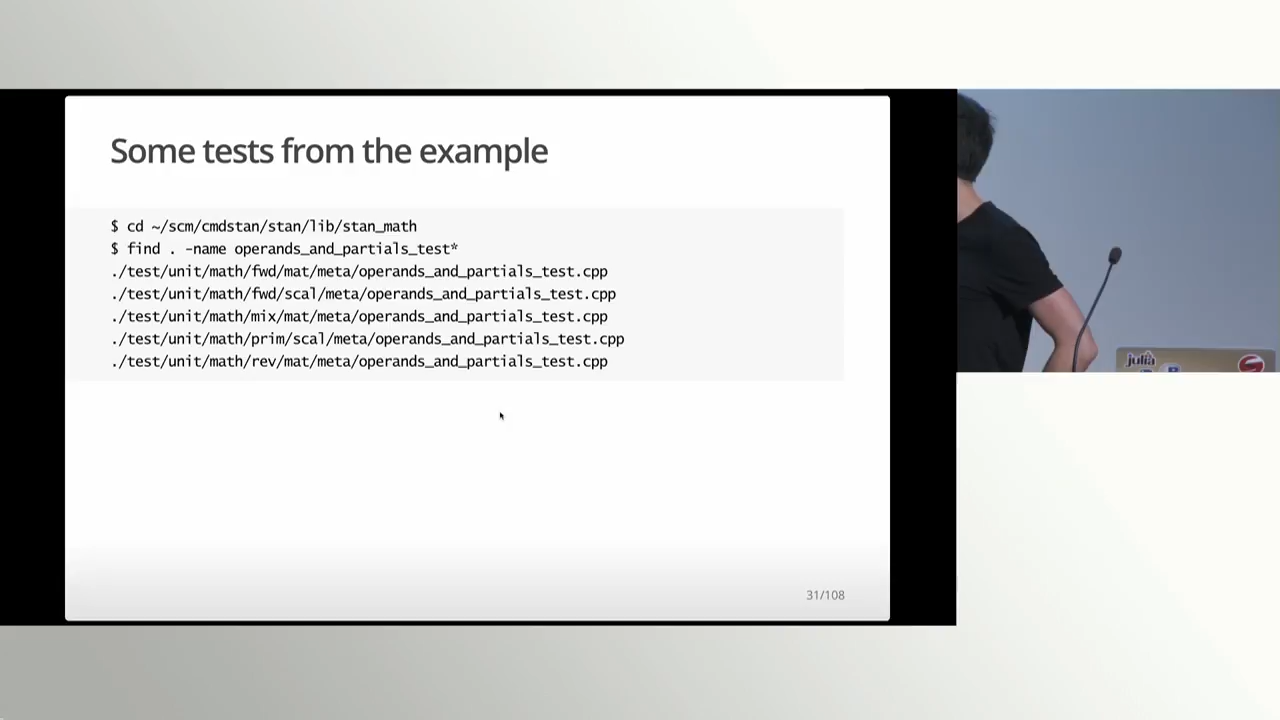 Some tests from the example
$ cd ~/scm/cmdstan/stan/lib/stan_math
$ find . -name operands_and_partials_test*
./test/unit/math/fwd/mat/meta/operands_and_partials_test.cpp
./test/unit/math/fwd/scal/meta/operands_and_partials_test.cpp
./test/unit/math/mix/mat/meta/operands_and_partials_test.cpp
./test/unit/math/prim/scal/meta/operands_and_partials_test.cpp
./test/unit/math/rev/mat/meta/operands_and_partials_test.cpp
31/108
julia